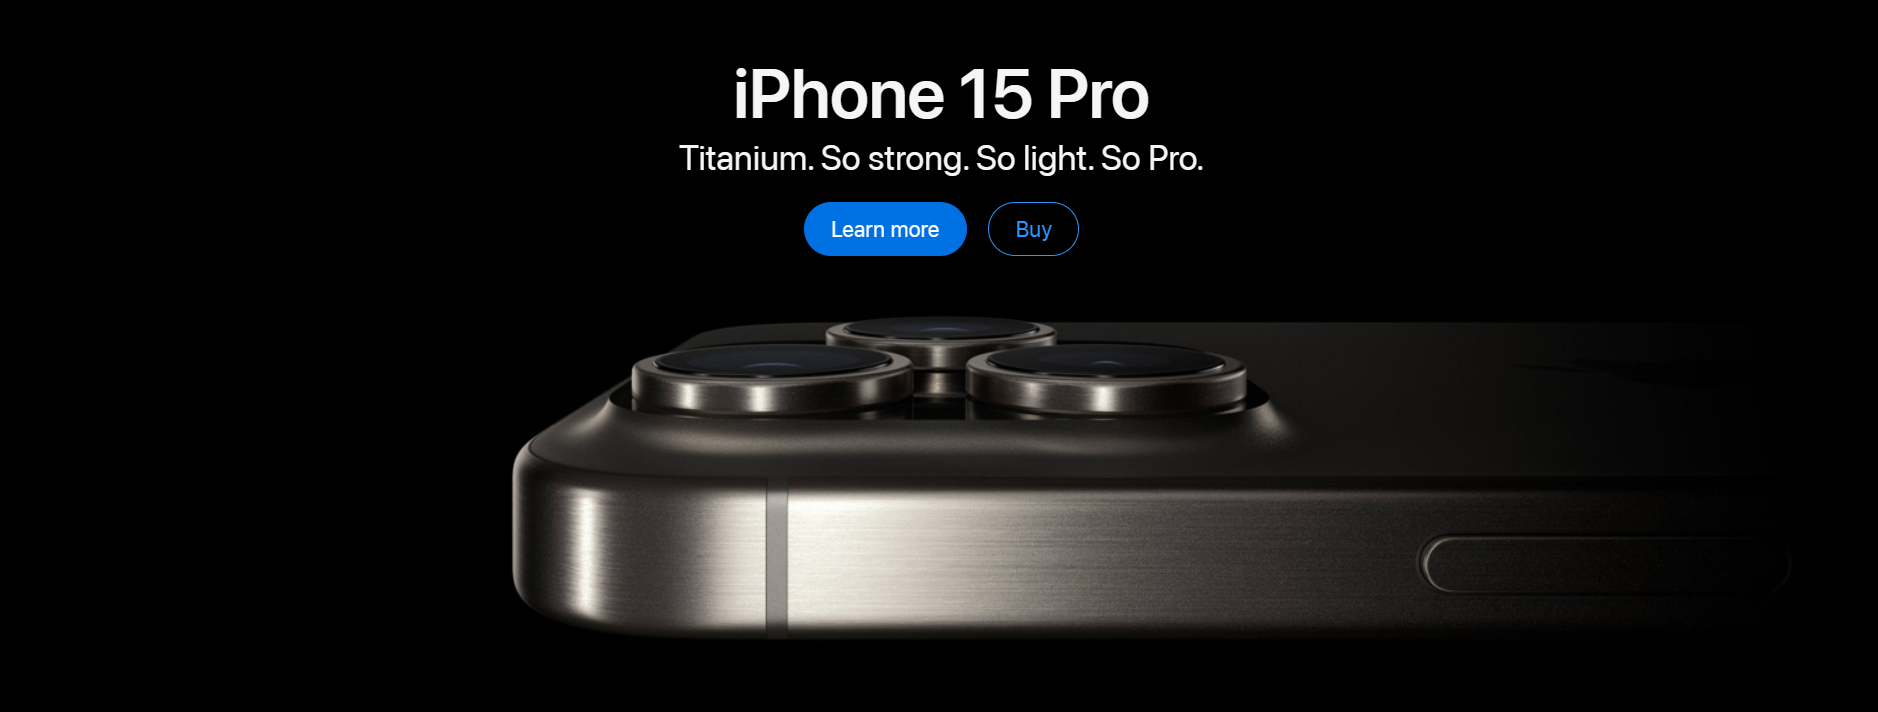 iPhone 15 Pro
Titanium. So strong. So light. So Pro.
Learn more
Buy